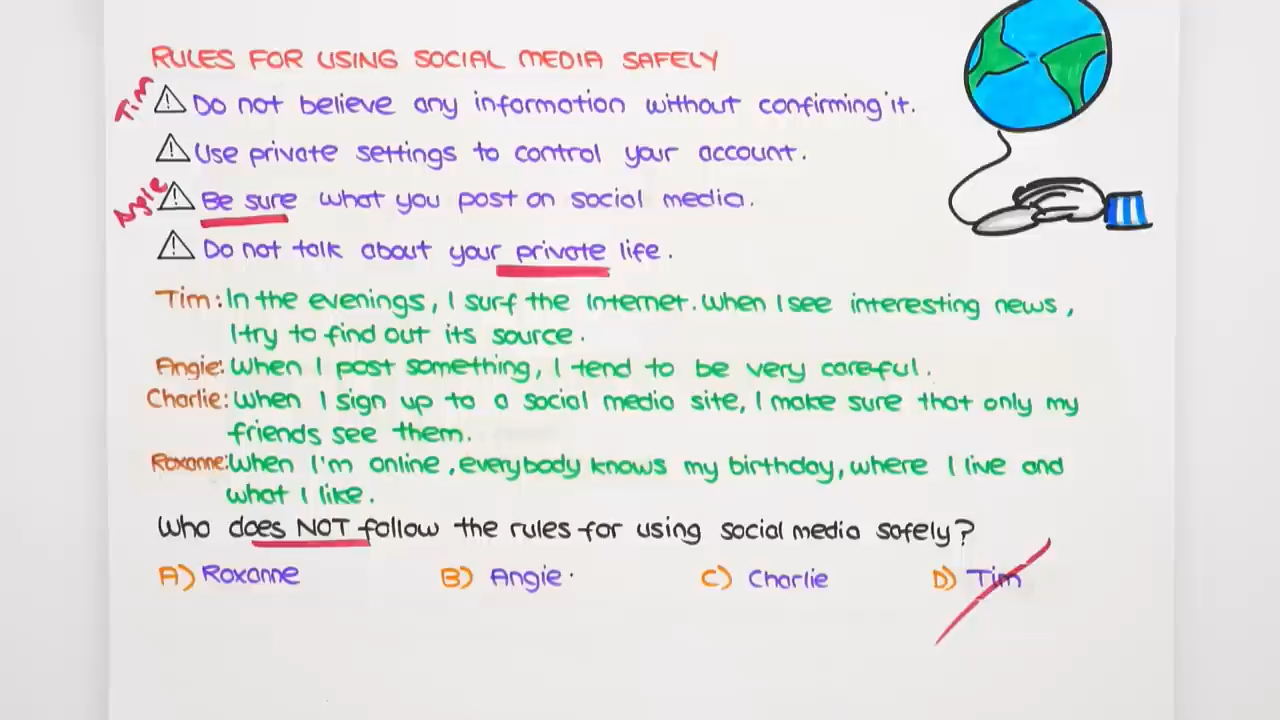 RULES FOR USING SOCIAL MEDIA SAFELY
Tim
Do not believe any information without confirming it.
Use private settings to control your account.
Angie
Be sure what you post on social media.
Do not talk about your private life.
Tim: In the evenings, I surf the Internet. When I see interesting news,
I try to find out its source.
Angie: When I post something, I tend to be very careful.
Charlie: When I sign up to a social media site, I make sure that only my
friends see them.
Roxanne: When I'm online, everybody knows my birthday, where I live and
what I like.
Who does NOT follow the rules for using social media safely?
A) Roxanne B) Angie C) Charlie D) Tim